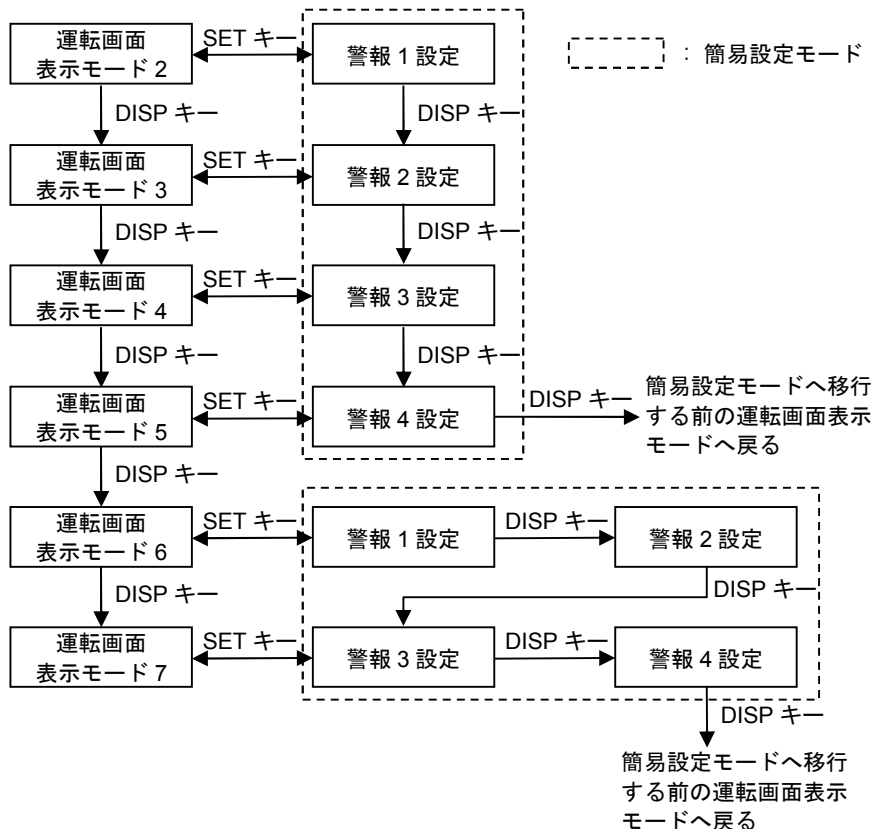 運転画面
表示モード 2
SET キー
警報 1 設定
: 簡易設定モード
DISP キー
DISP キー
運転画面
表示モード 3
SET キー
警報 2 設定
DISP キー
DISP キー
運転画面
表示モード 4
SET キー
警報 3 設定
DISP キー
DISP キー
運転画面
表示モード 5
SET キー
警報 4 設定
DISP キー
簡易設定モードへ移行
する前の運転画面表示
モードへ戻る
DISP キー
運転画面
表示モード 6
SET キー
警報 1 設定
DISP キー
警報 2 設定
DISP キー
DISP キー
運転画面
表示モード 7
SET キー
警報 3 設定
DISP キー
警報 4 設定
DISP キー
簡易設定モードへ移行
する前の運転画面表示
モードへ戻る